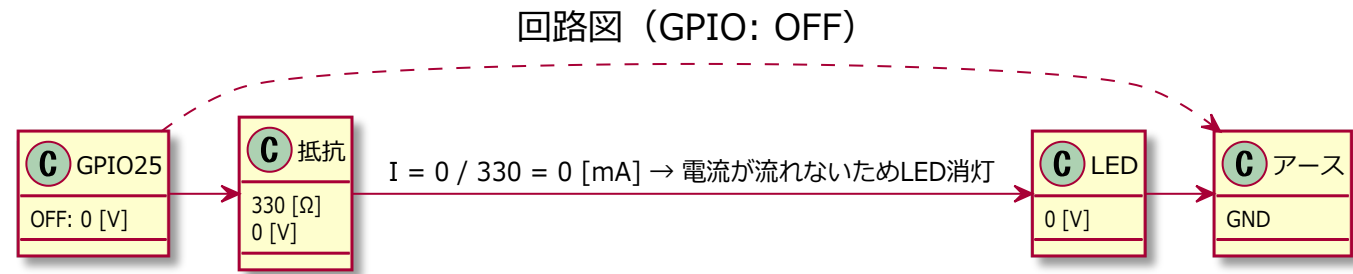 回路図（GPIO: OFF）
C GPIO25
OFF: 0 [V]
C 抵抗
330 [Ω]
0 [V]
I = 0 / 330 = 0 [mA] → 電流が流れないためLED消灯
C LED
0 [V]
C アース
GND